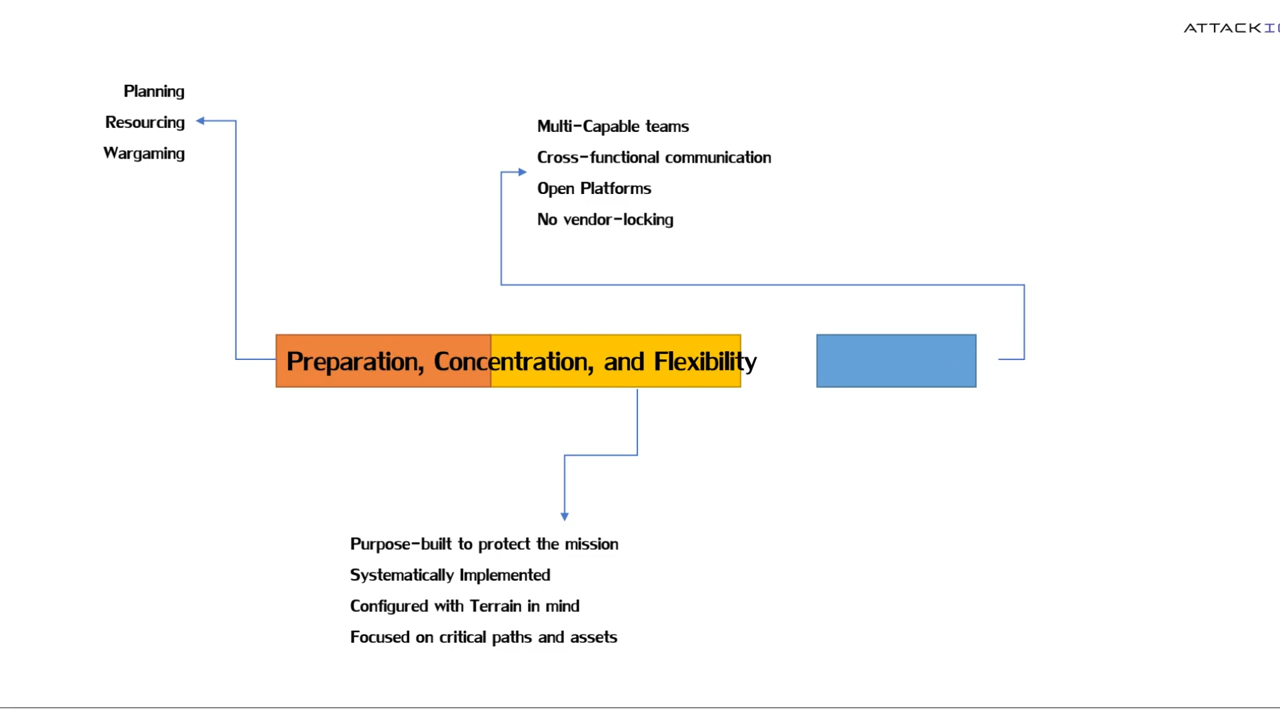 ATTACKI
Planning
Resourcing
Wargaming
Multi-Capable teams
Cross-functional communication
Open Platforms
No vendor-locking
Preparation, Concentration, and Flexibility
Purpose-built to protect the mission
Systematically Implemented
Configured with Terrain in mind
Focused on critical paths and assets